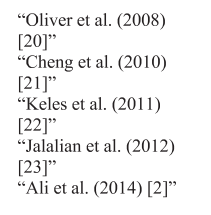 “Oliver et al. (2008)
[20]”
“Cheng et al. (2010)
[21]”
“Keles et al. (2011)
[22]”
“Jalalian et al. (2012)
[23]”
“Ali et al. (2014) [2]”